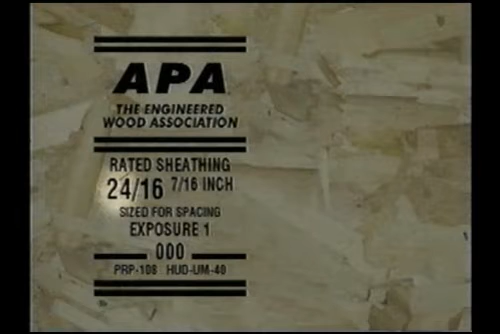 APA
THE ENGINEERED
WOOD ASSOCIATION
RATED SHEATHING
24/16 7/16 INCH
SIZED FOR SPACING
EXPOSURE 1
000
PRP-108 HUD-UM-40